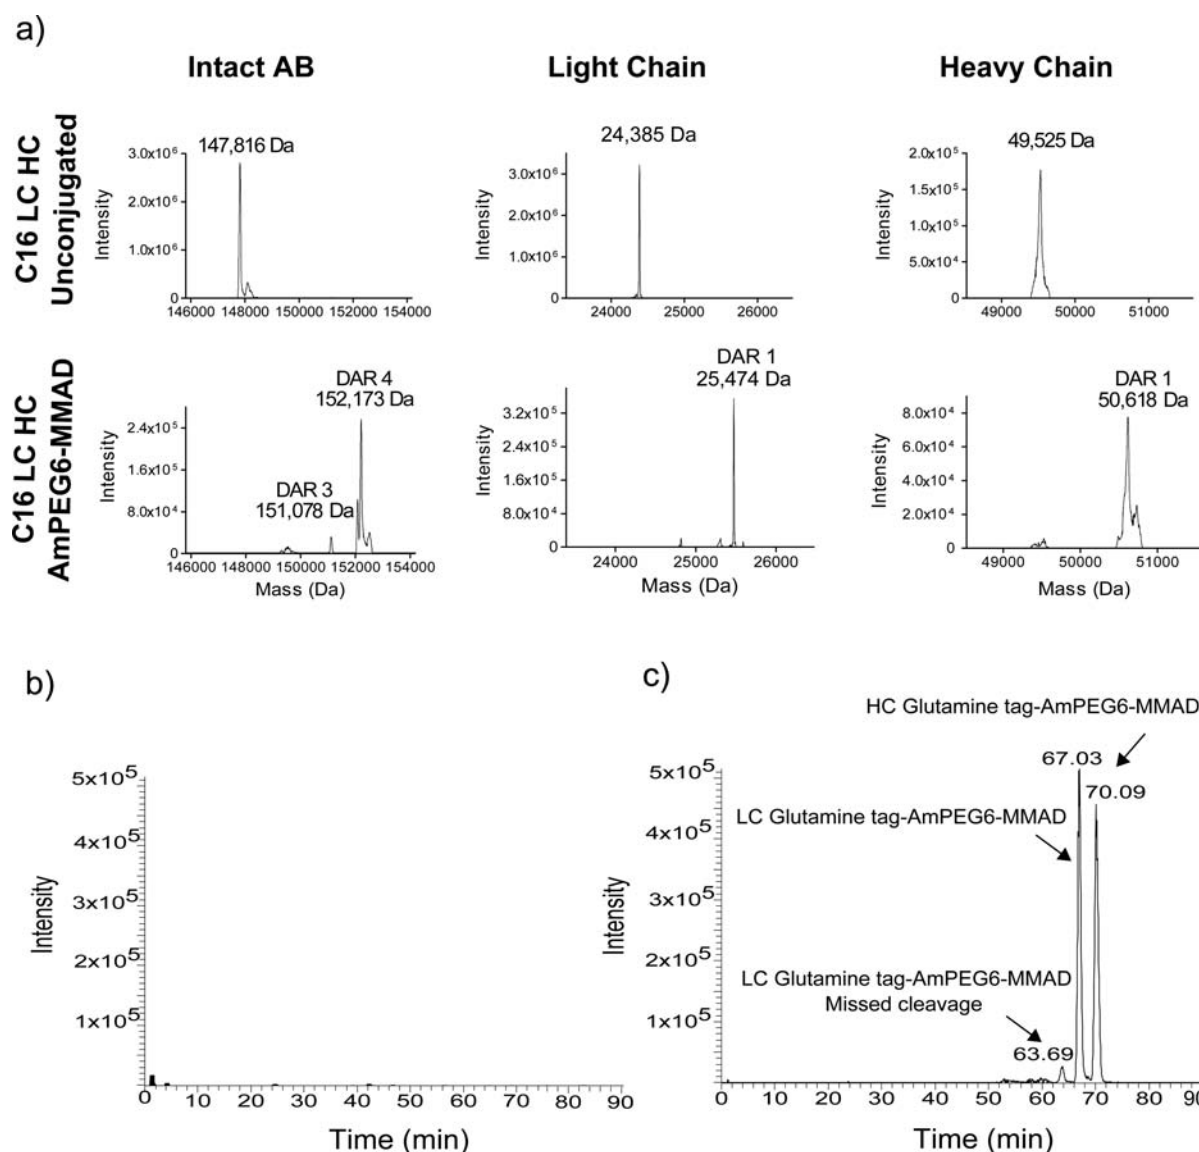 a)
Intact AB
Light Chain
Heavy Chain
C16 LC HC
Unconjugated
147,816 Da
3.0x10⁶
2.0x10⁶
1.0x10⁶
0
Intensity
146000 148000 150000 152000 154000
24,385 Da
3.0x10⁶
2.0x10⁶
1.0x10⁶
0
Intensity
24000 25000 26000
49,525 Da
2.0x10⁵
1.5x10⁵
1.0x10⁵
5.0x10⁴
0
Intensity
49000 50000 51000
C16 LC HC
AmPEG6-MMAD
DAR 4
152,173 Da
DAR 3
151,078 Da
2.4x10⁵
1.6x10⁵
8.0x10⁴
0
Intensity
146000 148000 150000 152000 154000
Mass (Da)
DAR 1
25,474 Da
3.2x10⁵
2.4x10⁵
1.6x10⁵
8.0x10⁴
0
Intensity
24000 25000 26000
Mass (Da)
DAR 1
50,618 Da
8.0x10⁴
6.0x10⁴
4.0x10⁴
2.0x10⁴
0
Intensity
49000 50000 51000
Mass (Da)
b)
5x10⁵
4x10⁵
3x10⁵
2x10⁵
1x10⁵
Intensity
0 10 20 30 40 50 60 70 80 90
Time (min)
c)
HC Glutamine tag-AmPEG6-MMAD
67.03
70.09
LC Glutamine tag-AmPEG6-MMAD
LC Glutamine tag-AmPEG6-MMAD
Missed cleavage
63.69
5x10⁵
4x10⁵
3x10⁵
2x10⁵
1x10⁵
Intensity
0 10 20 30 40 50 60 70 80 90
Time (min)